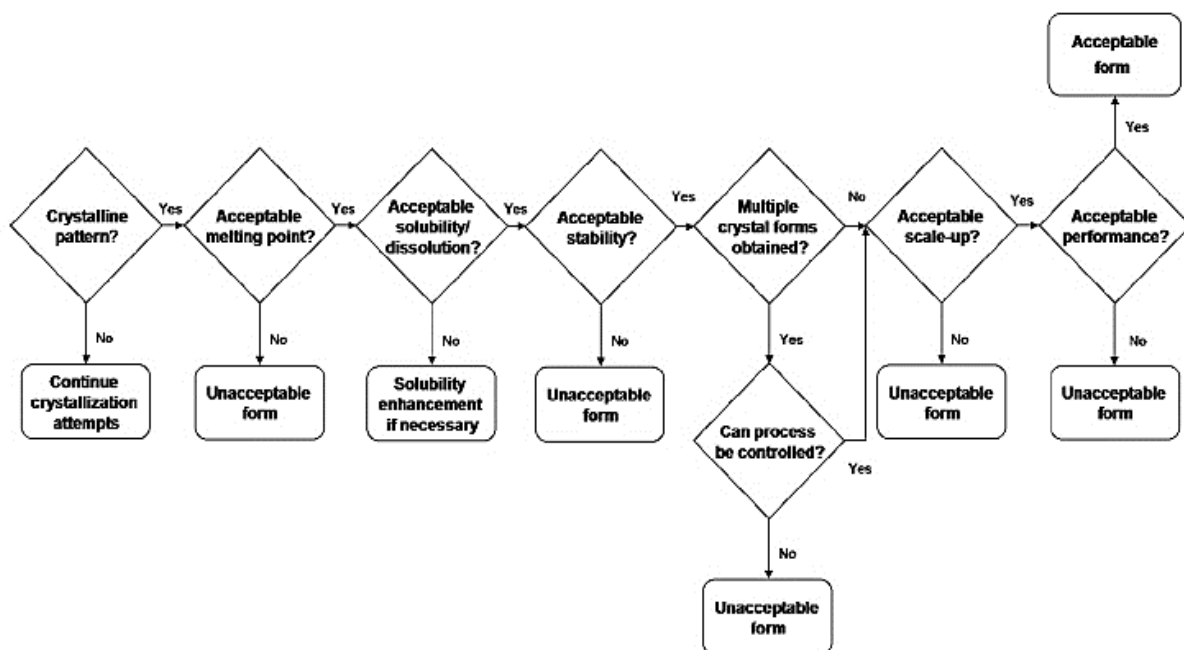 Acceptable
form
Yes
Crystalline
pattern?
Yes
Acceptable
melting point?
Yes
Acceptable
solubility/
dissolution?
Yes
Acceptable
stability?
Yes
Multiple
crystal forms
obtained?
No
Acceptable
scale-up?
Yes
Acceptable
performance?
No
Continue
crystallization
attempts
No
Unacceptable
form
No
Solubility
enhancement
if necessary
No
Unacceptable
form
Yes
Can process
be controlled?
Yes
No
Unacceptable
form
No
Unacceptable
form
No
Unacceptable
form